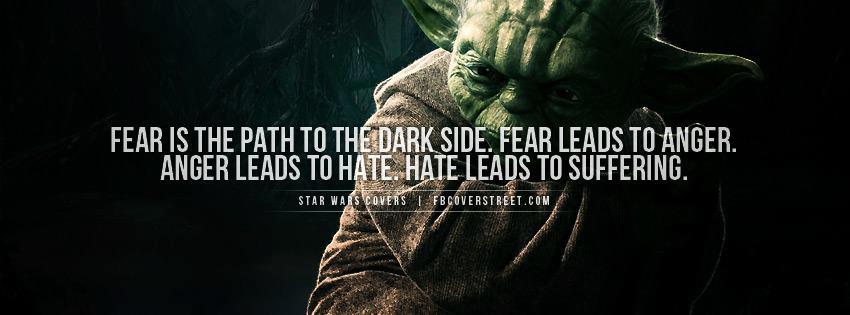 FEAR IS THE PATH TO THE DARK SIDE. FEAR LEADS TO ANGER.
ANGER LEADS TO HATE. HATE LEADS TO SUFFERING.
STAR WARS COVERS | FBCOVERSTREET.COM